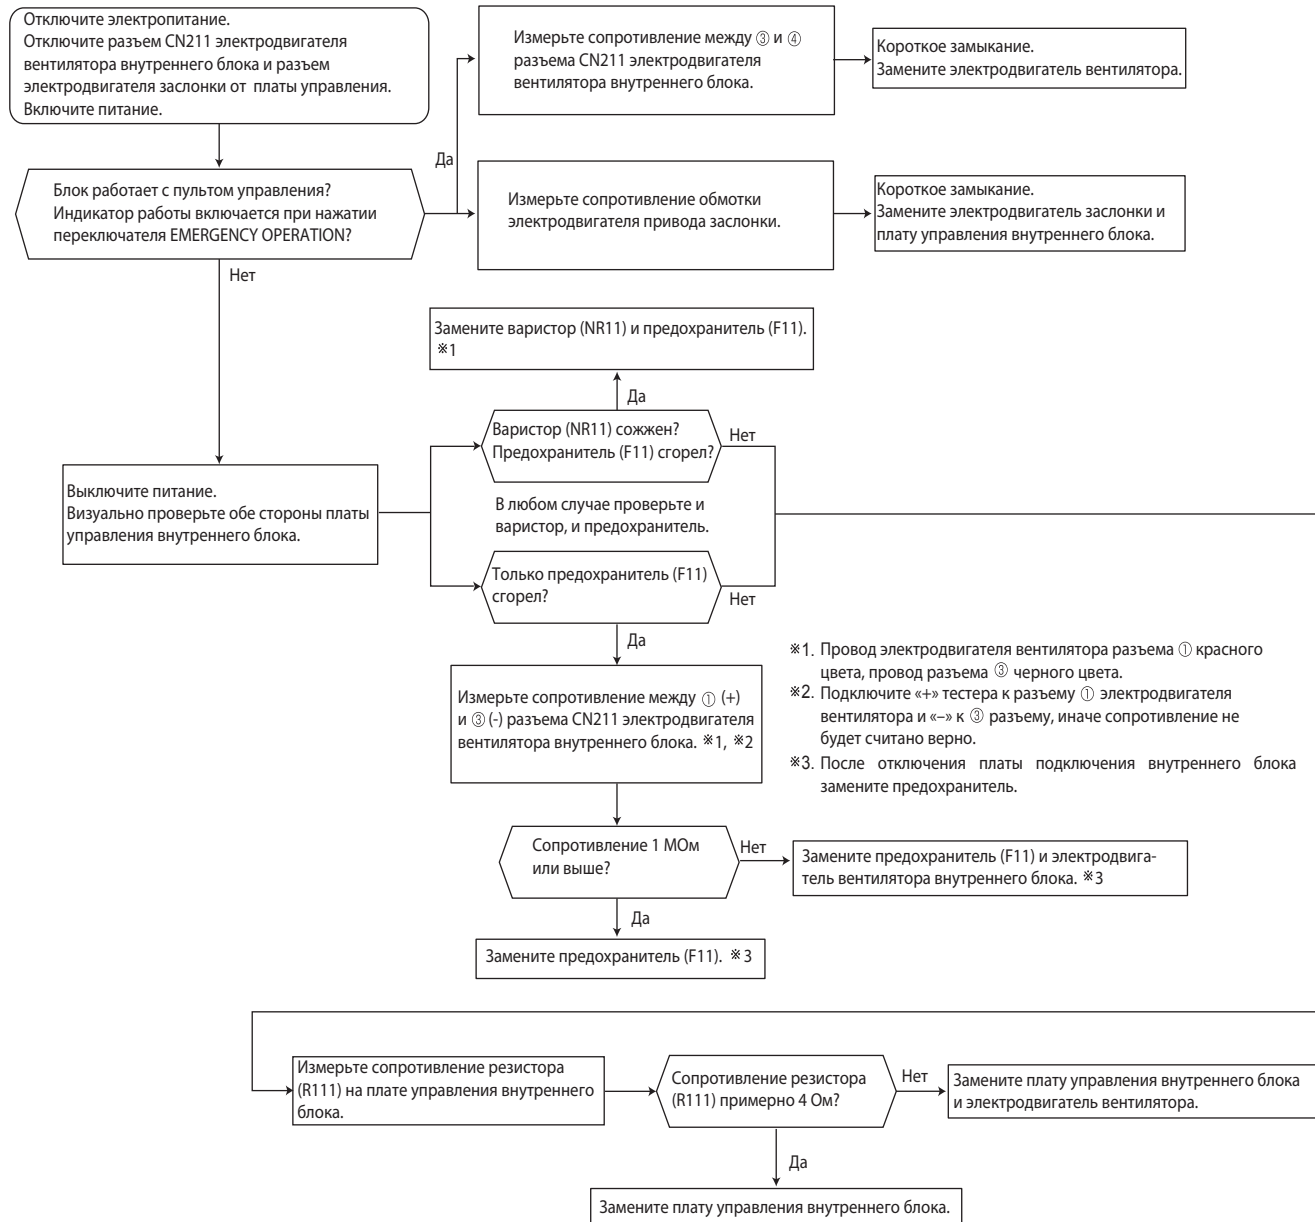 Отключите электропитание.
Отключите разъем CN211 электродвигателя
вентилятора внутреннего блока и разъем
электродвигателя заслонки от платы управления.
Включите питание.
Измерьте сопротивление между ③ и ④
разъема CN211 электродвигателя
вентилятора внутреннего блока.
Короткое замыкание.
Замените электродвигатель вентилятора.
Да
Блок работает с пультом управления?
Индикатор работы включается при нажатии
переключателя EMERGENCY OPERATION?
Измерьте сопротивление обмотки
электродвигателя привода заслонки.
Короткое замыкание.
Замените электродвигатель заслонки и
плату управления внутреннего блока.
Нет
Замените варистор (NR11) и предохранитель (F11).
※1
Да
Варистор (NR11) сожжен?
Предохранитель (F11) сгорел?
Нет
Выключите питание.
Визуально проверьте обе стороны платы
управления внутреннего блока.
В любом случае проверьте и
варистор, и предохранитель.
Только предохранитель (F11)
сгорел?
Нет
Да
※1. Провод электродвигателя вентилятора разъема ① красного
цвета, провод разъема ③ черного цвета.
※2. Подключите «+» тестера к разъему ① электродвигателя
вентилятора и «–» к ③ разъему, иначе сопротивление не
будет считано верно.
※3. После отключения платы подключения внутреннего блока
замените предохранитель.
Измерьте сопротивление между ① (+)
и ③ (-) разъема CN211 электродвигателя
вентилятора внутреннего блока. ※1, ※2
Сопротивление 1 МОм
или выше?
Нет
Замените предохранитель (F11) и электродвига-
тель вентилятора внутреннего блока. ※3
Да
Замените предохранитель (F11). ※3
Измерьте сопротивление резистора
(R111) на плате управления внутреннего
блока.
Сопротивление резистора
(R111) примерно 4 Ом?
Нет
Замените плату управления внутреннего блока
и электродвигатель вентилятора.
Да
Замените плату управления внутреннего блока.